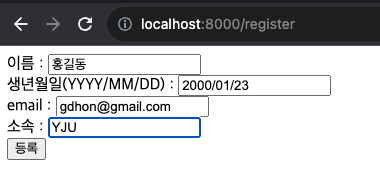 localhost:8000/register
이름 : 홍길동
생년월일(YYYY/MM/DD) : 2000/01/23
email : gdhon@gmail.com
소속 : YJU
등록